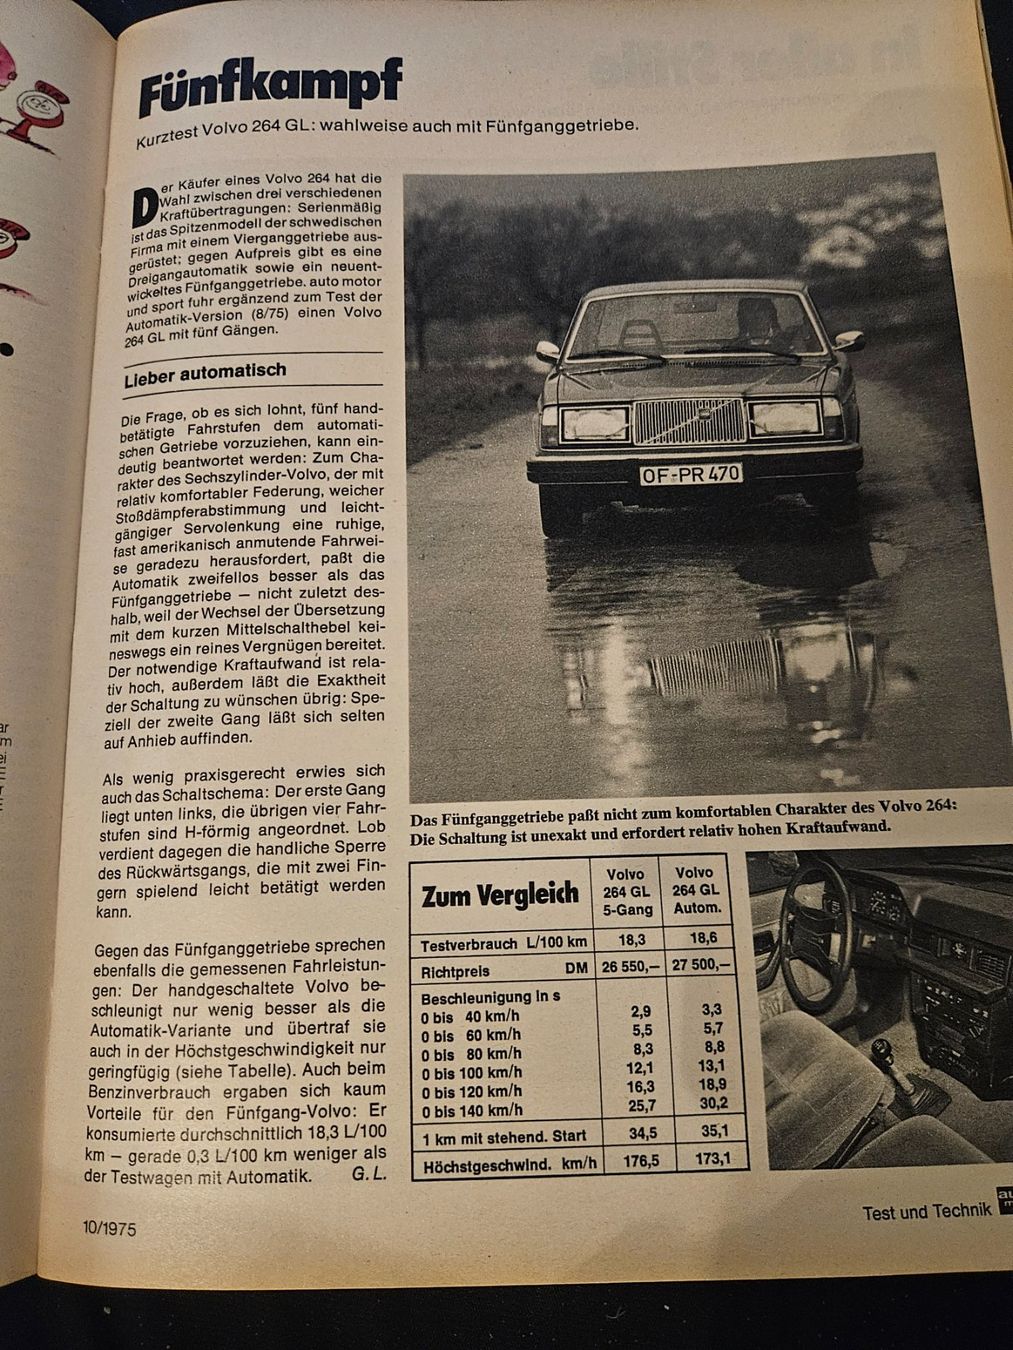 Fünfkampf
Kurztest Volvo 264 GL: wahlweise auch mit Fünfganggetriebe.
Der Käufer eines Volvo 264 hat die
Wahl zwischen drei verschiedenen
Kraftübertragungen: Serienmäßig
ist das Spitzenmodell der schwedischen
Firma mit einem Vierganggetriebe aus-
gerüstet; gegen Aufpreis gibt es eine
Dreigangautomatik sowie ein neuent-
wickeltes Fünfganggetriebe. auto motor
und sport fuhr ergänzend zum Test der
Automatik-Version (8/75) einen Volvo
264 GL mit fünf Gängen.
Lieber automatisch
Die Frage, ob es sich lohnt, fünf hand-
betätigte Fahrstufen dem automati-
schen Getriebe vorzuziehen, kann ein-
deutig beantwortet werden: Zum Cha-
rakter des Sechszylinder-Volvo, der mit
relativ komfortabler Federung, weicher
Stoßdämpferabstimmung und leicht-
gängiger Servolenkung eine ruhige,
fast amerikanisch anmutende Fahrwei-
se geradezu herausfordert, paßt die
Automatik zweifellos besser als das
Fünfganggetriebe – nicht zuletzt des-
halb, weil der Wechsel der Übersetzung
mit dem kurzen Mittelschalthebel kei-
neswegs ein reines Vergnügen bereitet.
Der notwendige Kraftaufwand ist rela-
tiv hoch, außerdem läßt die Exaktheit
der Schaltung zu wünschen übrig: Spe-
ziell der zweite Gang läßt sich selten
auf Anhieb auffinden.
Als wenig praxisgerecht erwies sich
auch das Schaltschema: Der erste Gang
liegt unten links, die übrigen vier Fahr-
stufen sind H-förmig angeordnet. Lob
verdient dagegen die handliche Sperre
des Rückwärtsgangs, die mit zwei Fin-
gern spielend leicht betätigt werden
kann.
Gegen das Fünfganggetriebe sprechen
ebenfalls die gemessenen Fahrleistun-
gen: Der handgeschaltete Volvo be-
schleunigt nur wenig besser als die
Automatik-Variante und übertraf sie
auch in der Höchstgeschwindigkeit nur
geringfügig (siehe Tabelle). Auch beim
Benzinverbrauch ergaben sich kaum
Vorteile für den Fünfgang-Volvo: Er
konsumierte durchschnittlich 18,3 L/100
km – gerade 0,3 L/100 km weniger als
der Testwagen mit Automatik. G. L.
OF-PR 470
Das Fünfganggetriebe paßt nicht zum komfortablen Charakter des Volvo 264:
Die Schaltung ist unexakt und erfordert relativ hohen Kraftaufwand.
Zum Vergleich Volvo 264 GL 5-Gang Volvo 264 GL Autom.
Testverbrauch L/100 km 18,3 18,6
Richtpreis DM 26 550,– 27 500,–
Beschleunigung in s
0 bis 40 km/h 2,9 3,3
0 bis 60 km/h 5,5 5,7
0 bis 80 km/h 8,3 8,8
0 bis 100 km/h 12,1 13,1
0 bis 120 km/h 16,3 18,9
0 bis 140 km/h 25,7 30,2
1 km mit stehend. Start 34,5 35,1
Höchstgeschwind. km/h 176,5 173,1
10/1975
Test und Technik